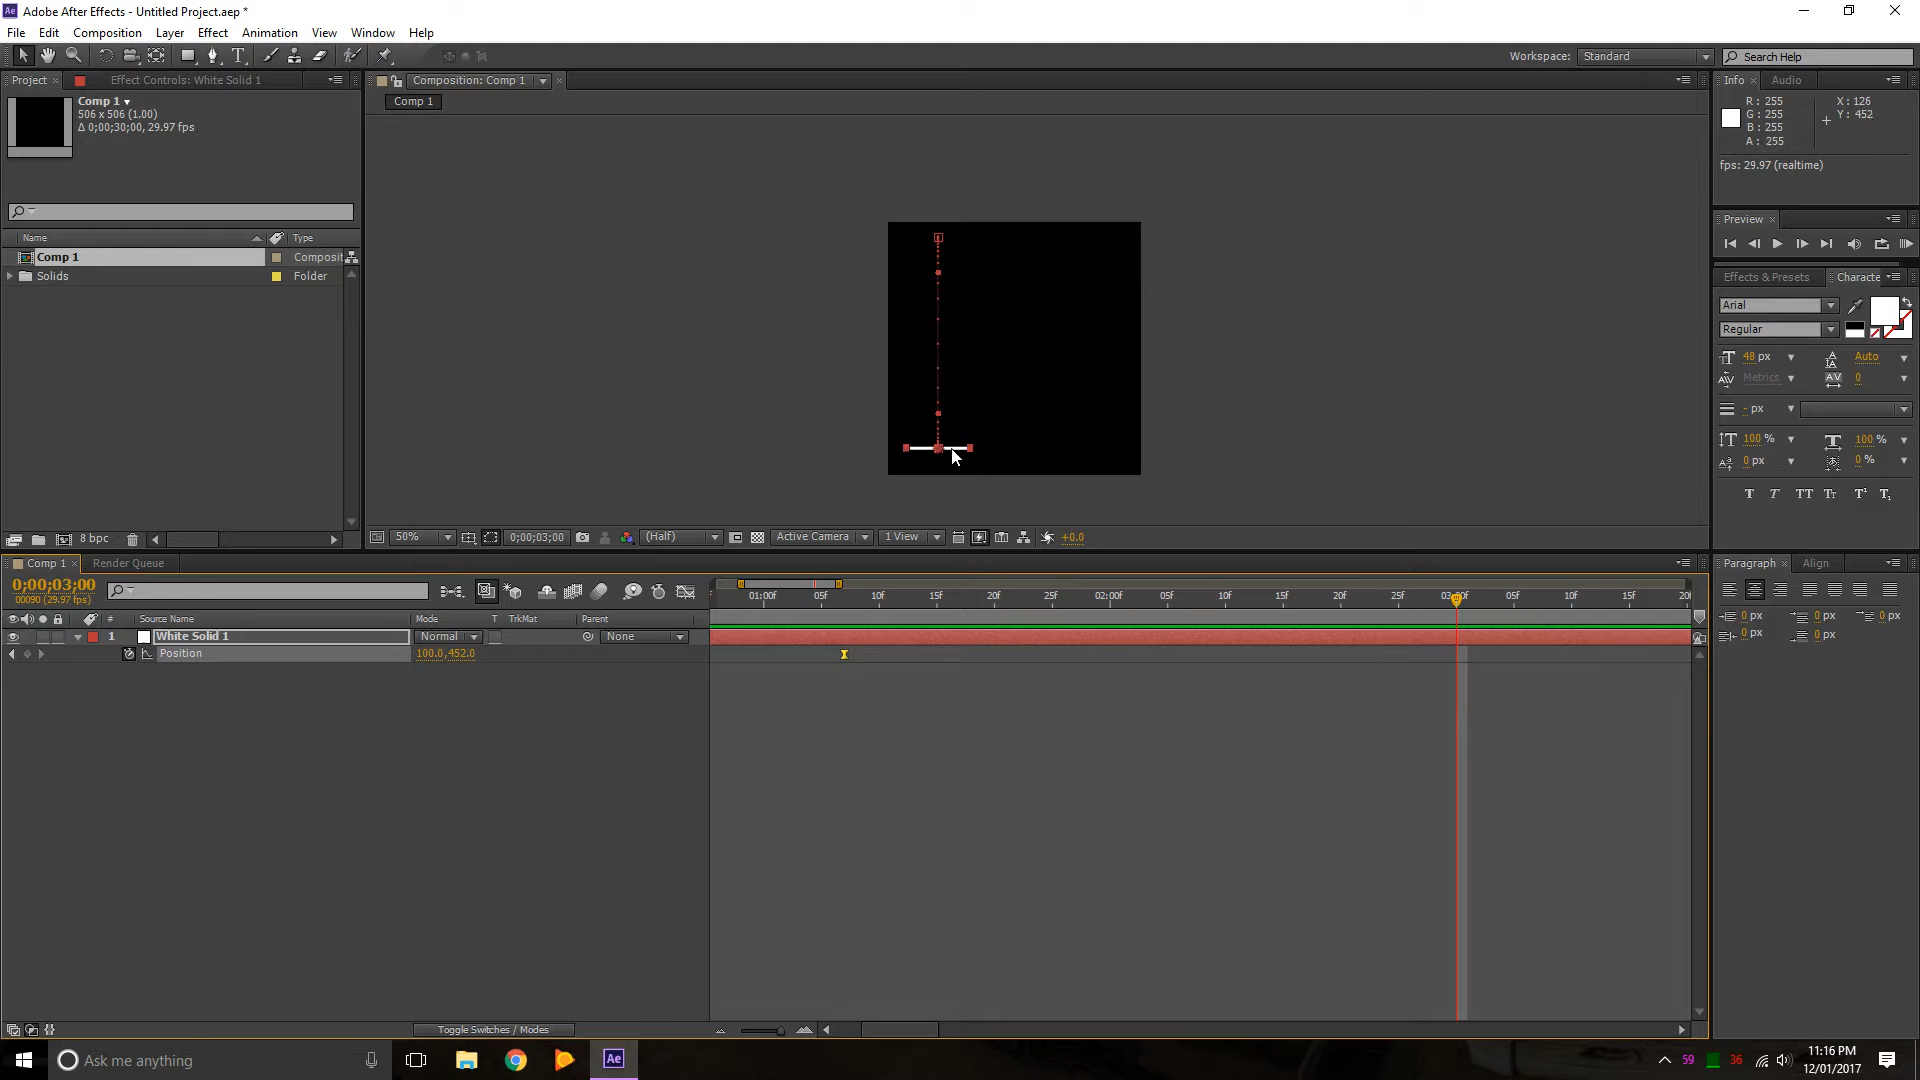 Adobe After Effects - Untitled Project.aep *
File Edit Composition Layer Effect Animation View Window Help
Workspace: Standard Search Help
Project Effect Controls: White Solid 1 Composition: Comp 1 Info Audio
Comp 1
506 x 506 (1.00)
Δ 0;00;30;00, 29.97 fps
Comp 1
R: 255
G: 255
B: 255
A: 255
X: 126
Y: 452
fps: 29.97 (realtime)
Preview
Name Type
Comp 1 Composit
Solids Folder
Effects & Presets Characte
Arial
Regular
48 px Auto
Metrics 0
- px
100 % 100 %
0 px 0 %
T T TT Tt T¹ T₁
8 bpc
50% 0;00;03;00 (Half) Active Camera 1 View +0.0
Comp 1 Render Queue
0;00;03;00
00090 (29.97 fps)
01:00f 05f 10f 15f 20f 25f 02:00f 05f 10f 15f 20f 25f 03:00f 05f 10f 15f 20
# Source Name Mode T TrkMat Parent
1 White Solid 1 Normal None
Position 100.0,452.0
Paragraph Align
0 px 0 px 0 px
0 px 0 px
Toggle Switches / Modes
Ask me anything
Ae
59 36
11:16 PM
12/01/2017